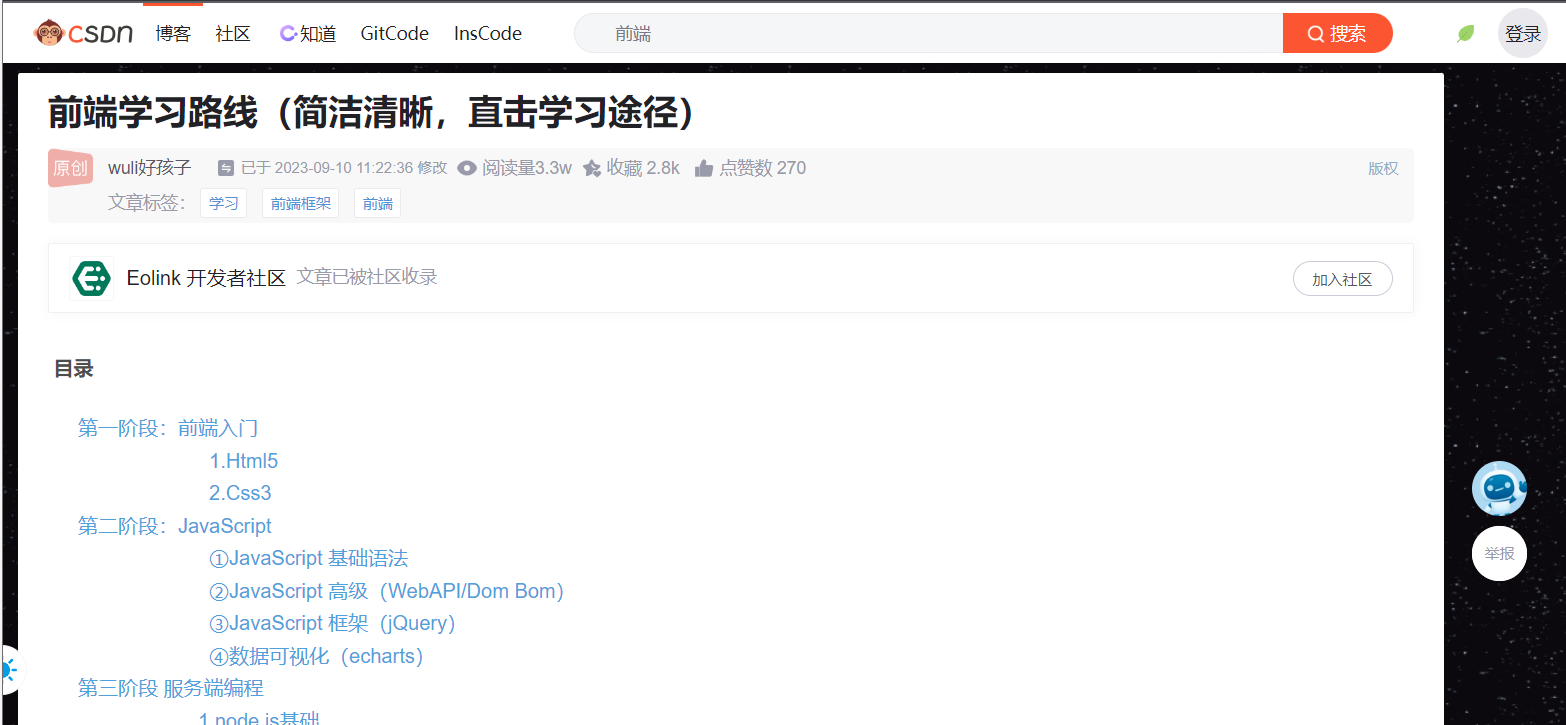 CSDN 博客 社区 知道 GitCode InsCode 前端 搜索 登录
前端学习路线（简洁清晰，直击学习途径）
原创 wuli好孩子 已于 2023-09-10 11:22:36 修改 阅读量3.3w 收藏 2.8k 点赞数 270 版权
文章标签： 学习 前端框架 前端
Eolink 开发者社区 文章已被社区收录 加入社区
目录
第一阶段：前端入门
1.Html5
2.Css3
第二阶段：JavaScript
①JavaScript 基础语法
②JavaScript 高级（WebAPI/Dom Bom）
举报
③JavaScript 框架（jQuery）
④数据可视化（echarts）
第三阶段 服务端编程
1.node.js基础